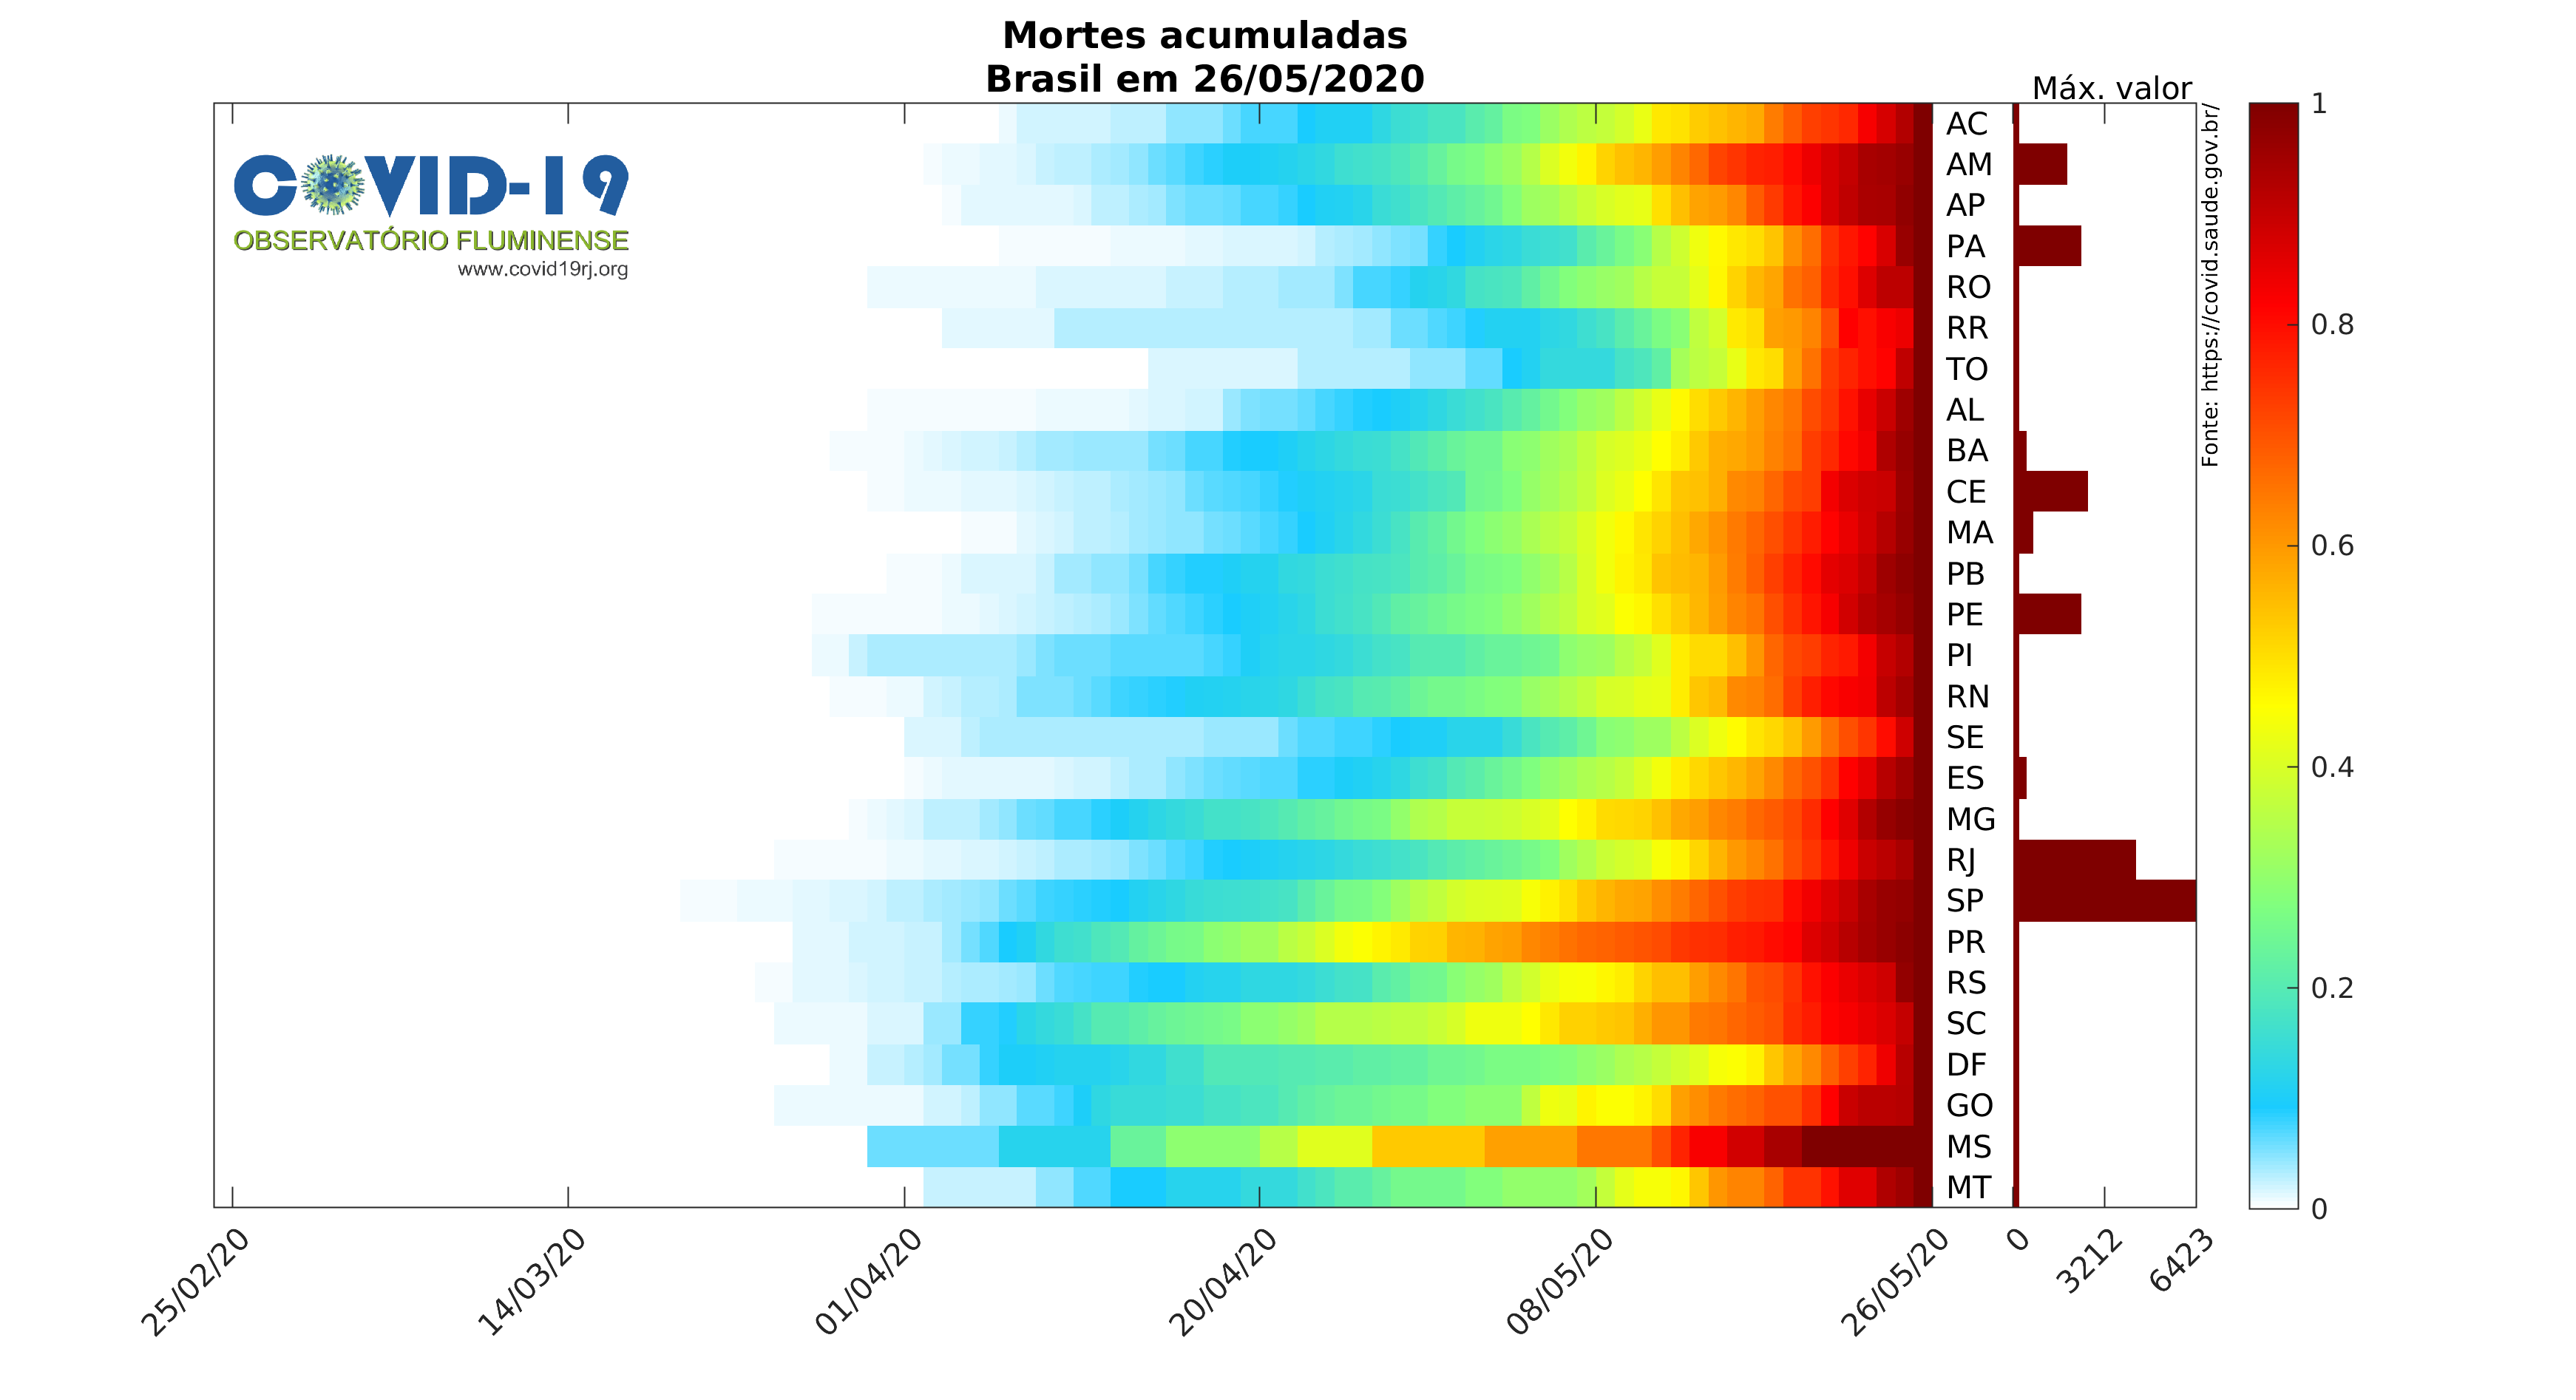 Mortes acumuladas
Brasil em 26/05/2020
Máx. valor
COVID-19
OBSERVATÓRIO FLUMINENSE
www.covid19rj.org
AC
AM
AP
PA
RO
RR
TO
AL
BA
CE
MA
PB
PE
PI
RN
SE
ES
MG
RJ
SP
PR
RS
SC
DF
GO
MS
MT
Fonte: https://covid.saude.gov.br/
1
0.8
0.6
0.4
0.2
0
25/02/20 14/03/20 01/04/20 20/04/20 08/05/20 26/05/20 0 3212 6423